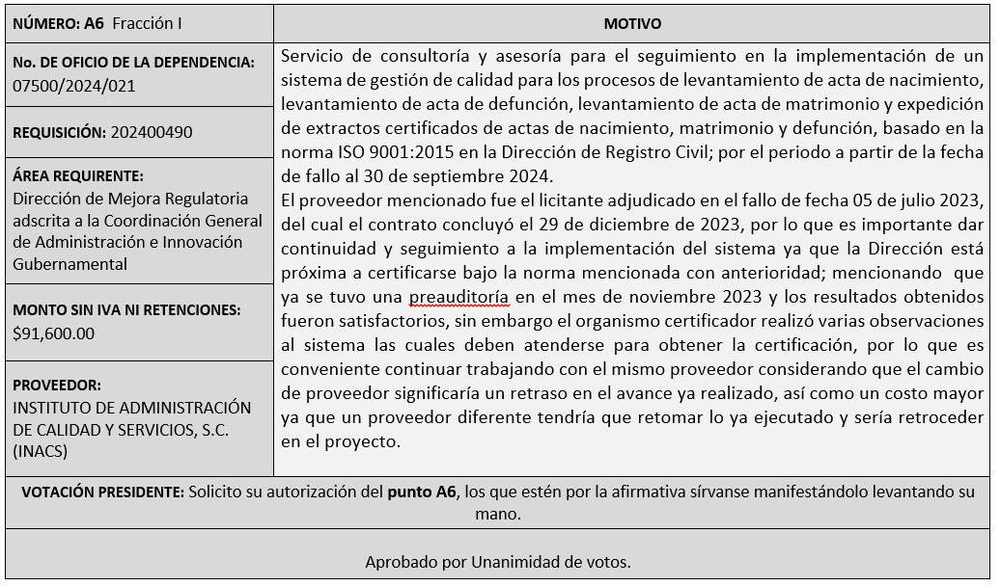 NÚMERO: A6 Fracción I
MOTIVO
No. DE OFICIO DE LA DEPENDENCIA:
07500/2024/021
REQUISICIÓN: 202400490
ÁREA REQUIRENTE:
Dirección de Mejora Regulatoria
adscrita a la Coordinación General
de Administración e Innovación
Gubernamental
MONTO SIN IVA NI RETENCIONES:
$91,600.00
PROVEEDOR:
INSTITUTO DE ADMINISTRACIÓN
DE CALIDAD Y SERVICIOS, S.C.
(INACS)
Servicio de consultoría y asesoría para el seguimiento en la implementación de un
sistema de gestión de calidad para los procesos de levantamiento de acta de nacimiento,
levantamiento de acta de defunción, levantamiento de acta de matrimonio y expedición
de extractos certificados de actas de nacimiento, matrimonio y defunción, basado en la
norma ISO 9001:2015 en la Dirección de Registro Civil; por el periodo a partir de la fecha
de fallo al 30 de septiembre 2024.
El proveedor mencionado fue el licitante adjudicado en el fallo de fecha 05 de julio 2023,
del cual el contrato concluyó el 29 de diciembre de 2023, por lo que es importante dar
continuidad y seguimiento a la implementación del sistema ya que la Dirección está
próxima a certificarse bajo la norma mencionada con anterioridad; mencionando que
ya se tuvo una preauditoría en el mes de noviembre 2023 y los resultados obtenidos
fueron satisfactorios, sin embargo el organismo certificador realizó varias observaciones
al sistema las cuales deben atenderse para obtener la certificación, por lo que es
conveniente continuar trabajando con el mismo proveedor considerando que el cambio
de proveedor significaría un retraso en el avance ya realizado, así como un costo mayor
ya que un proveedor diferente tendría que retomar lo ya ejecutado y sería retroceder
en el proyecto.
VOTACIÓN PRESIDENTE: Solicito su autorización del punto A6, los que estén por la afirmativa sírvanse manifestándolo levantando su
mano.
Aprobado por Unanimidad de votos.